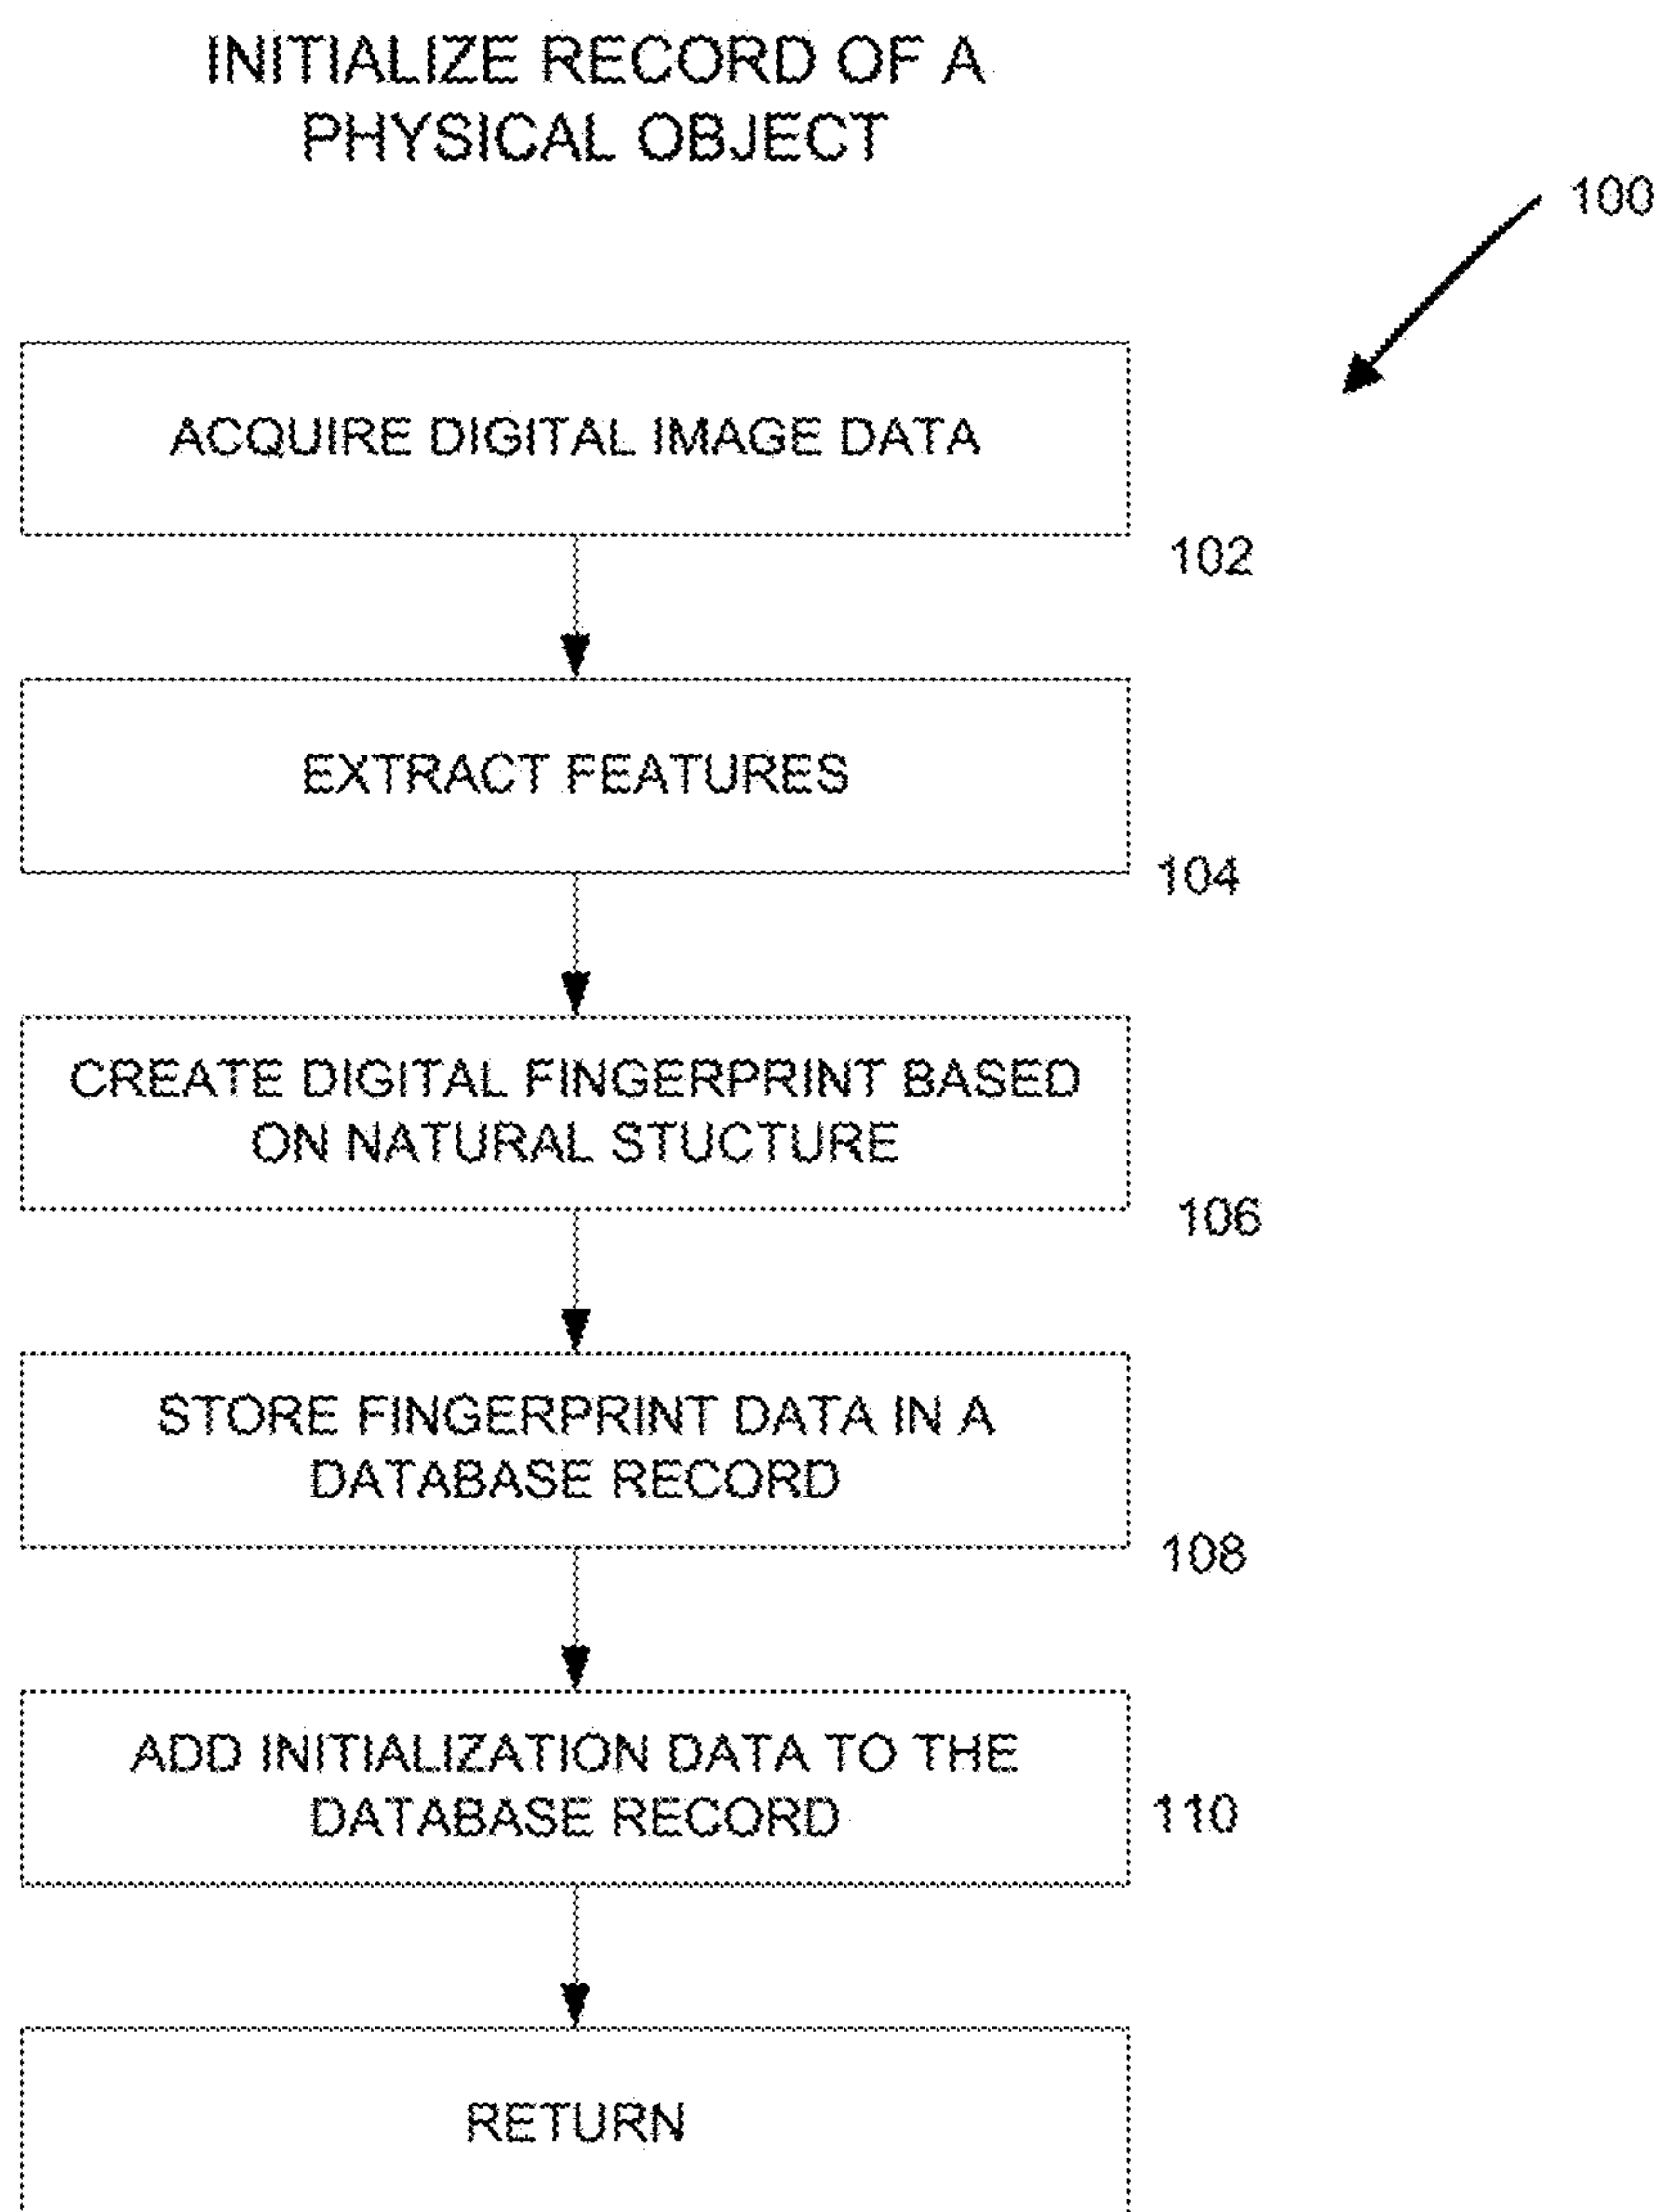 INITIALIZE RECORD OF A
PHYSICAL OBJECT
100
ACQUIRE DIGITAL IMAGE DATA
102
EXTRACT FEATURES
104
CREATE DIGITAL FINGERPRINT BASED
ON NATURAL STUCTURE
106
STORE FINGERPRINT DATA IN A
DATABASE RECORD
108
ADD INITIALIZATION DATA TO THE
DATABASE RECORD
110
RETURN